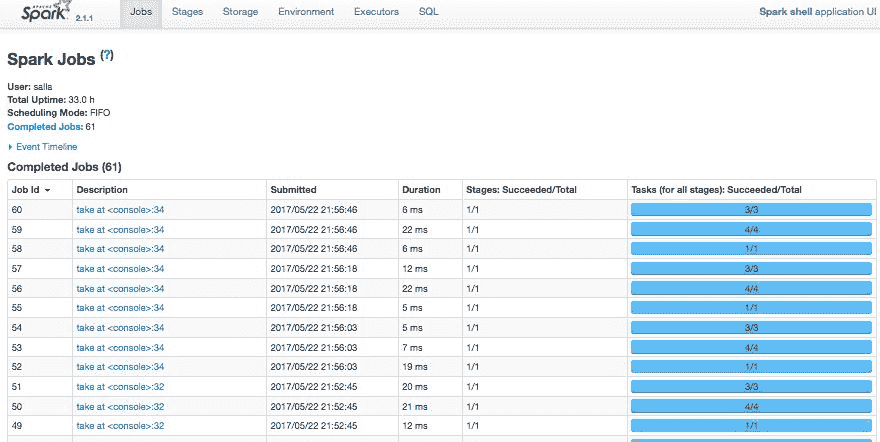 APACHE
Spark 2.1.1 Jobs Stages Storage Environment Executors SQL Spark shell application UI
Spark Jobs (?)
User: salla
Total Uptime: 33.0 h
Scheduling Mode: FIFO
Completed Jobs: 61
Event Timeline
Completed Jobs (61)
Job Id Description Submitted Duration Stages: Succeeded/Total Tasks (for all stages): Succeeded/Total
60 take at <console>:34 2017/05/22 21:56:46 6 ms 1/1 3/3
59 take at <console>:34 2017/05/22 21:56:46 22 ms 1/1 4/4
58 take at <console>:34 2017/05/22 21:56:46 6 ms 1/1 1/1
57 take at <console>:34 2017/05/22 21:56:18 12 ms 1/1 3/3
56 take at <console>:34 2017/05/22 21:56:18 22 ms 1/1 4/4
55 take at <console>:34 2017/05/22 21:56:18 5 ms 1/1 1/1
54 take at <console>:34 2017/05/22 21:56:03 5 ms 1/1 3/3
53 take at <console>:34 2017/05/22 21:56:03 7 ms 1/1 4/4
52 take at <console>:34 2017/05/22 21:56:03 19 ms 1/1 1/1
51 take at <console>:32 2017/05/22 21:52:45 20 ms 1/1 3/3
50 take at <console>:32 2017/05/22 21:52:45 21 ms 1/1 4/4
49 take at <console>:32 2017/05/22 21:52:45 12 ms 1/1 1/1